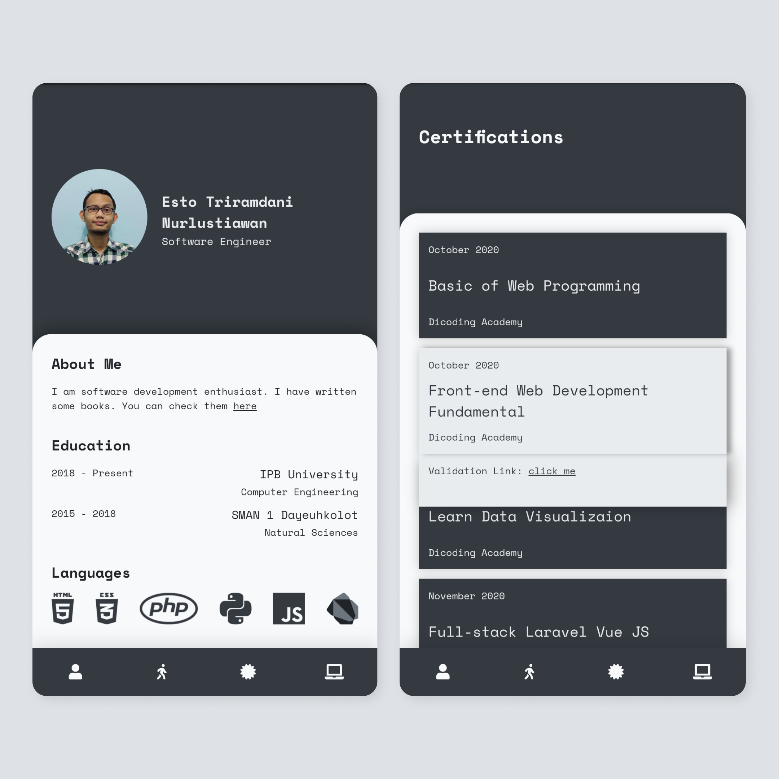 Esto Triramdani
Nurlustiawan
Software Engineer
About Me
I am software development enthusiast. I have written
some books. You can check them here
Education
2018 - Present
IPB University
Computer Engineering
2015 - 2018
SMAN 1 Dayeuhkolot
Natural Sciences
Languages
HTML
5
CSS
3
php
JS
Certifications
October 2020
Basic of Web Programming
Dicoding Academy
October 2020
Front-end Web Development
Fundamental
Dicoding Academy
Validation Link: click me
Learn Data Visualizaion
Dicoding Academy
November 2020
Full-stack Laravel Vue JS